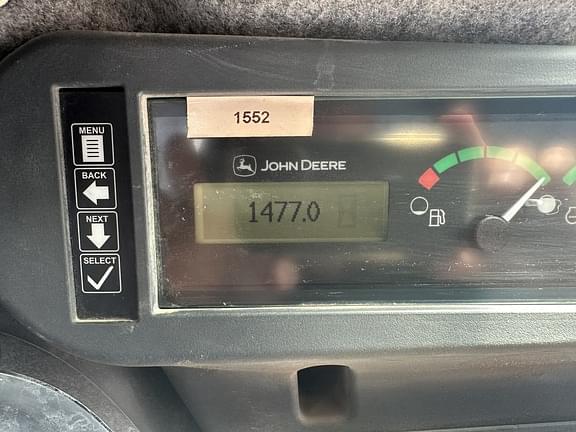 1552
JOHN DEERE
1477.0
MENU
BACK
NEXT
SELECT